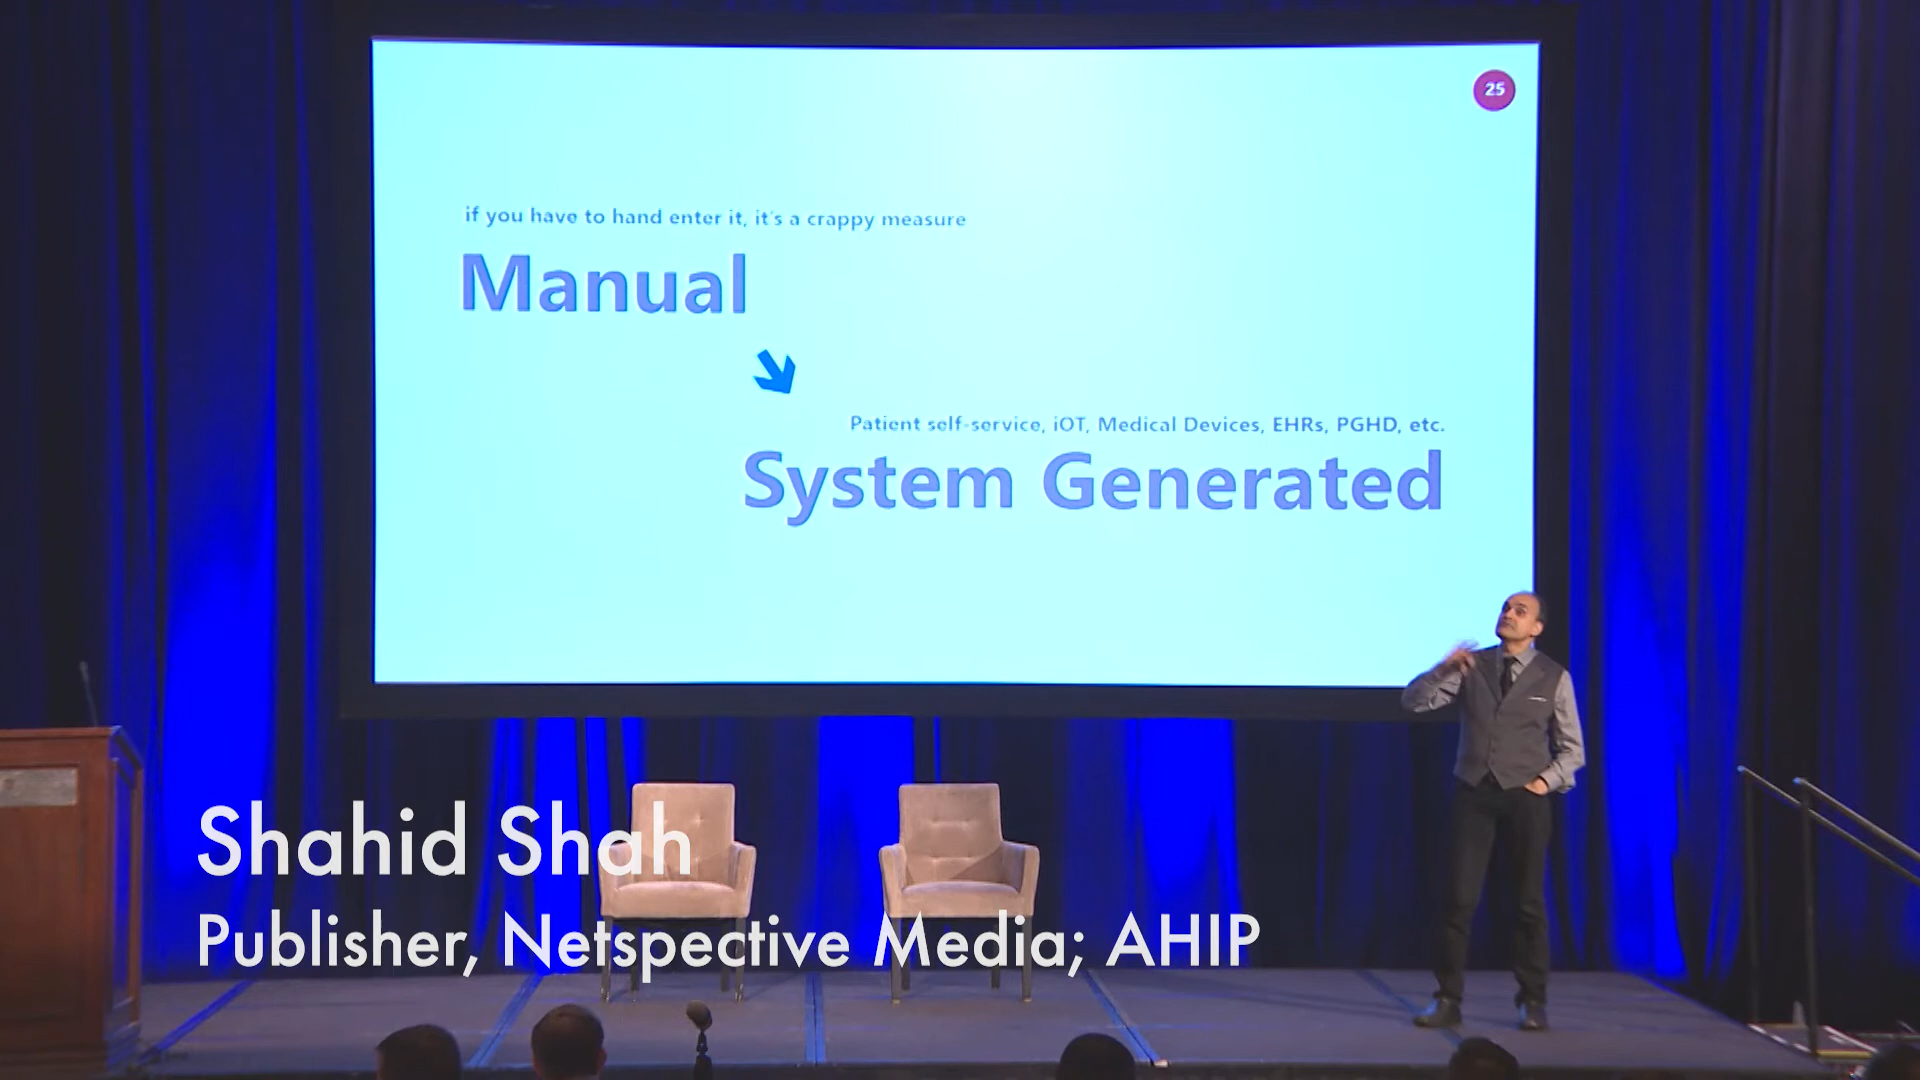 25
if you have to hand enter it, it's a crappy measure
Manual
Patient self-service, iOT, Medical Devices, EHRs, PGHD, etc.
System Generated
Shahid Shah
Publisher, Netspective Media; AHIP